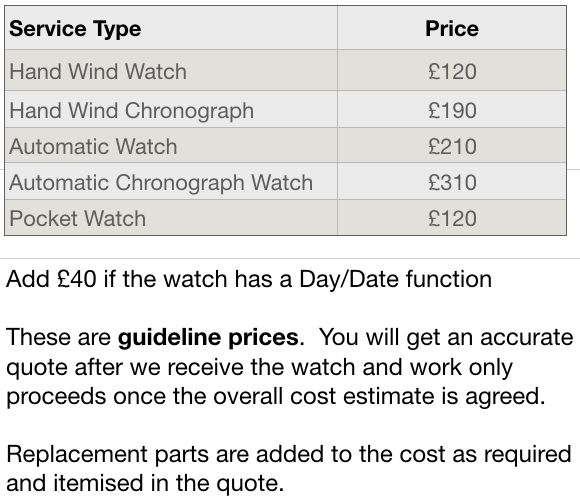 Service Type Price
Hand Wind Watch £120
Hand Wind Chronograph £190
Automatic Watch £210
Automatic Chronograph Watch £310
Pocket Watch £120
Add £40 if the watch has a Day/Date function
These are guideline prices.  You will get an accurate
quote after we receive the watch and work only
proceeds once the overall cost estimate is agreed.
Replacement parts are added to the cost as required
and itemised in the quote.